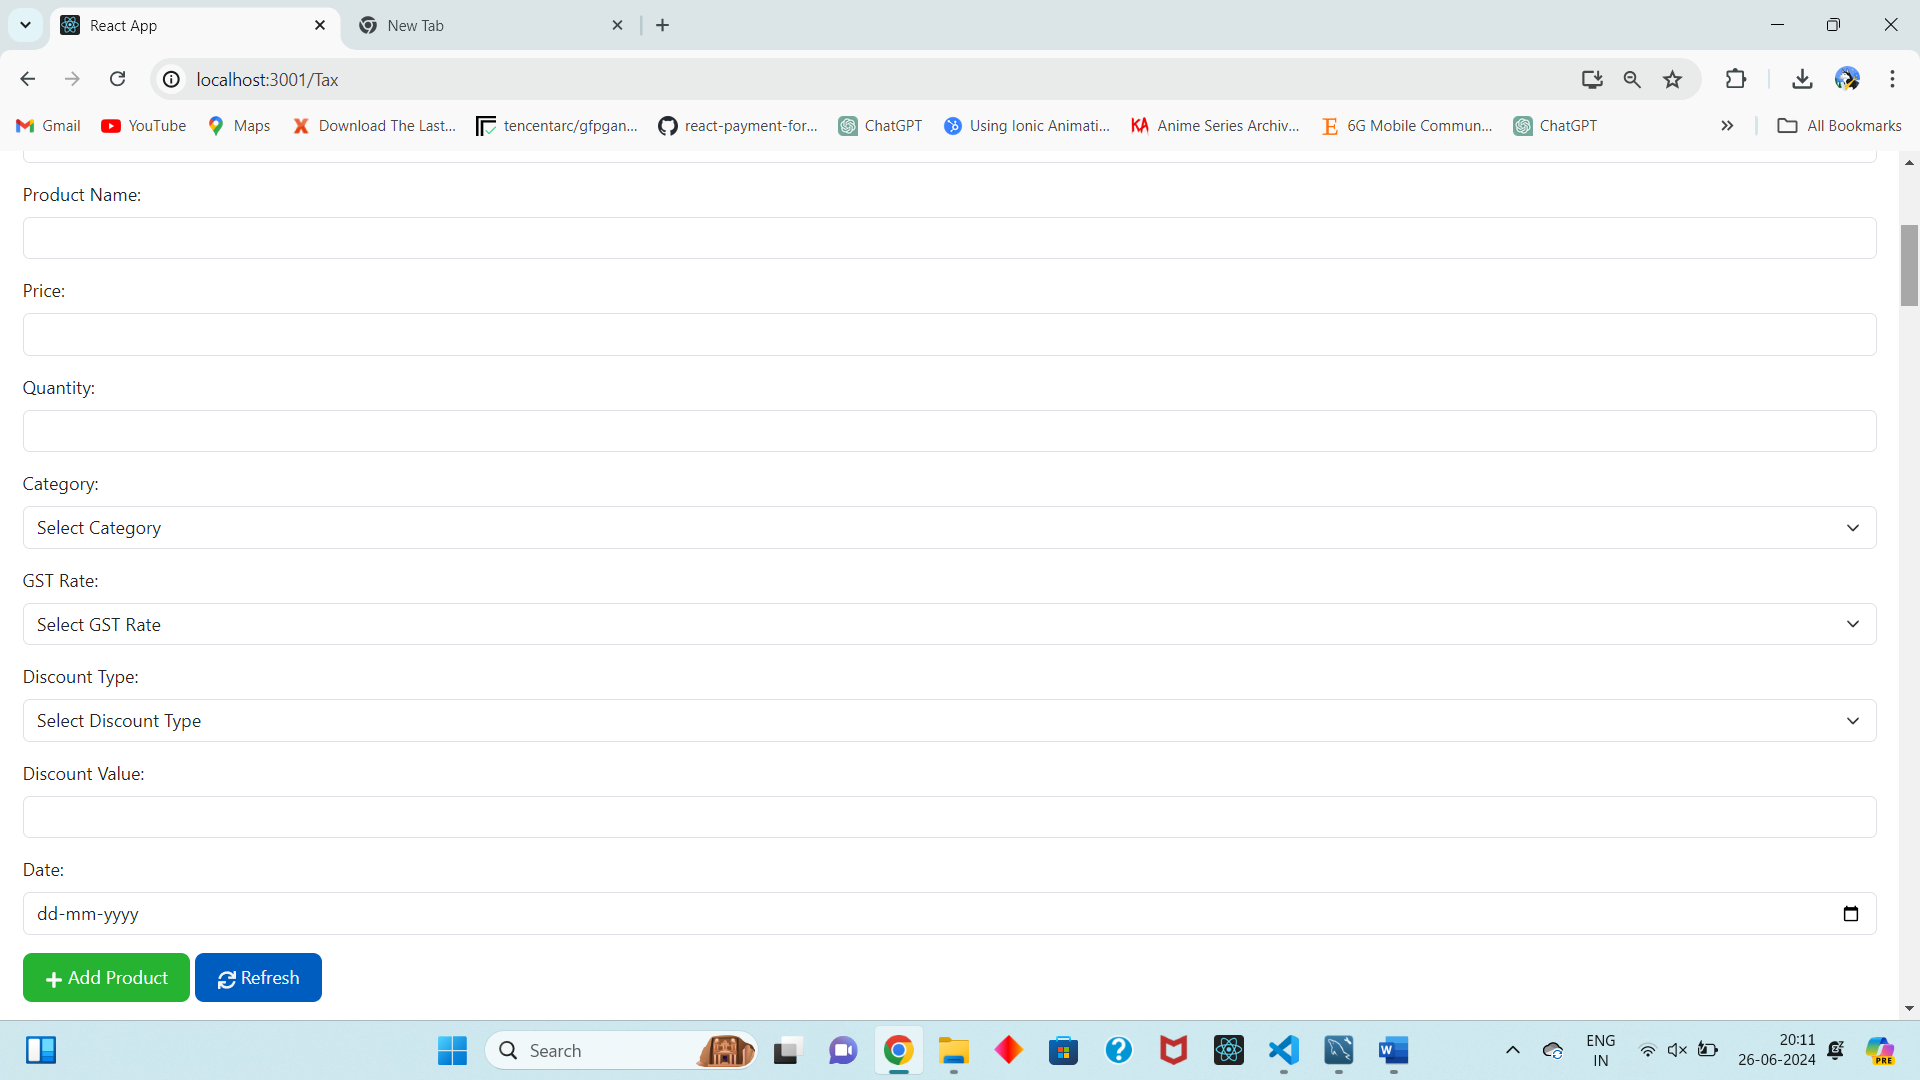 React App
New Tab
localhost:3001/Tax
Gmail YouTube Maps Download The Last... tencentarc/gfpgan... react-payment-for... ChatGPT Using Ionic Animati... Anime Series Archiv... 6G Mobile Commun... ChatGPT All Bookmarks
Product Name:
Price:
Quantity:
Category:
Select Category
GST Rate:
Select GST Rate
Discount Type:
Select Discount Type
Discount Value:
Date:
dd-mm-yyyy
Add Product Refresh
Search
ENG
IN
20:11
26-06-2024
PRE